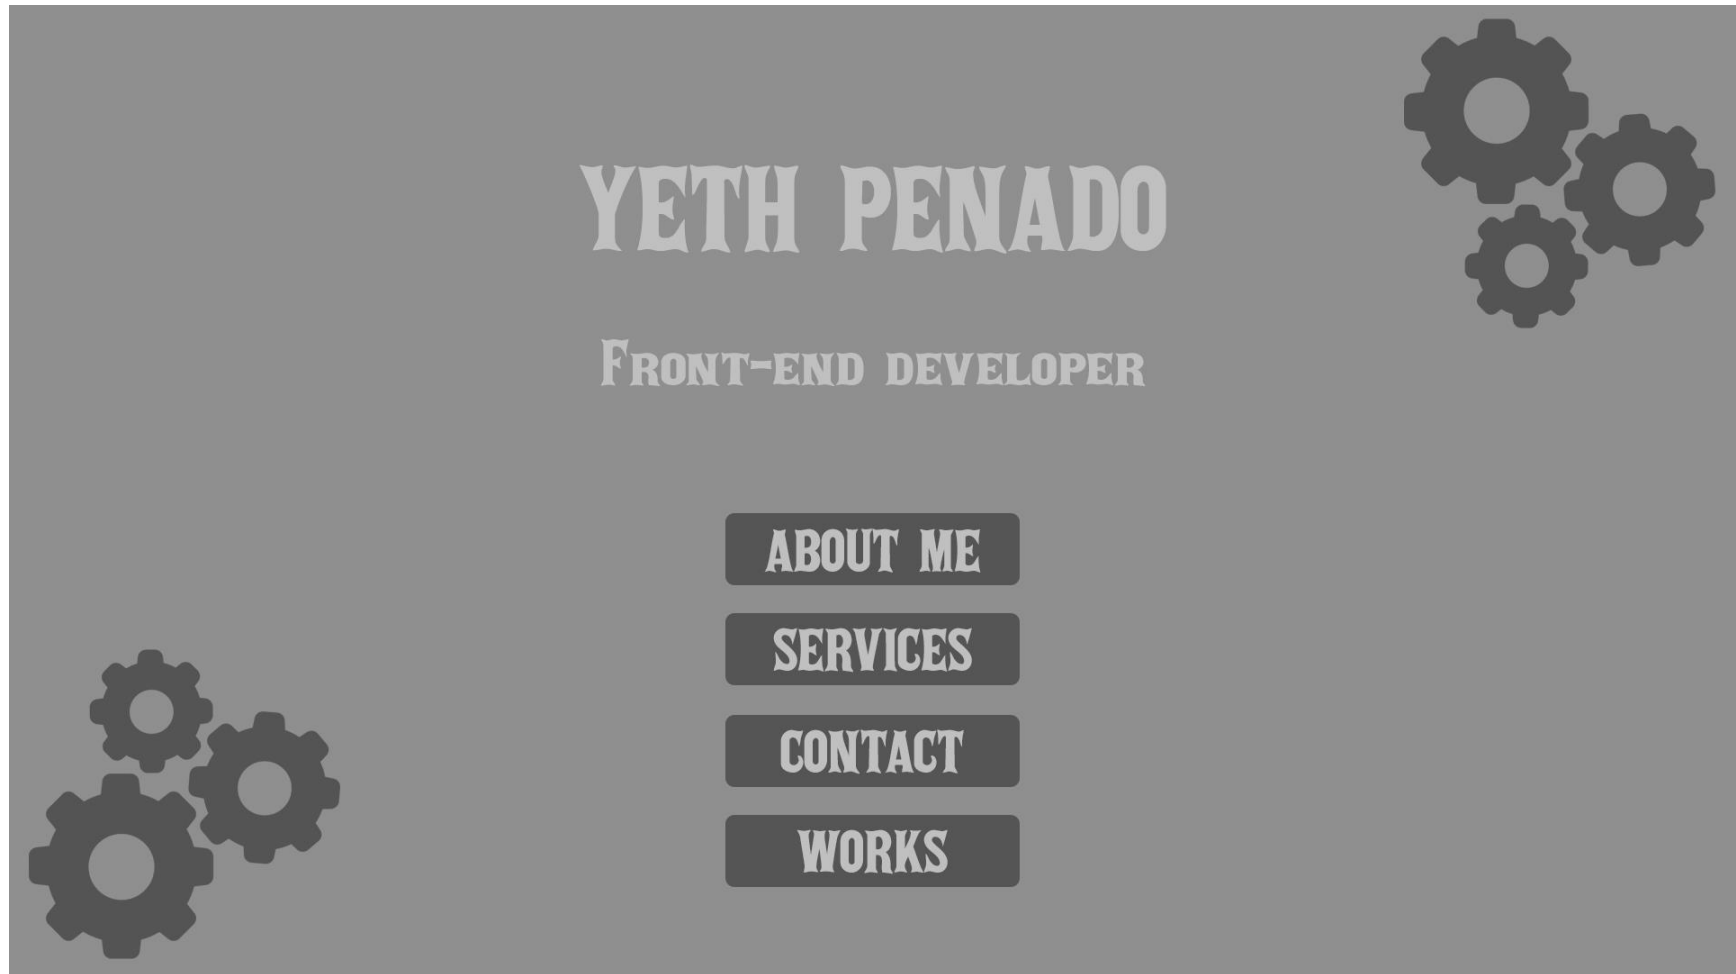 YETH PENADO
FRONT-END DEVELOPER
ABOUT ME
SERVICES
CONTACT
WORKS